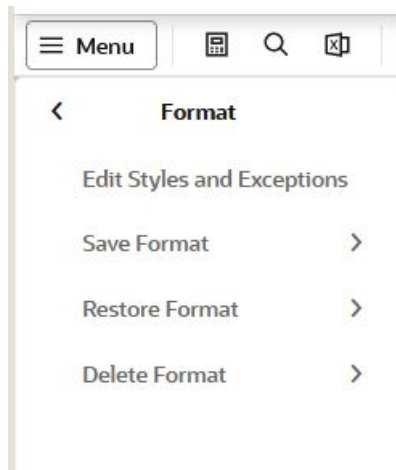 Menu
Format
Edit Styles and Exceptions
Save Format
Restore Format
Delete Format